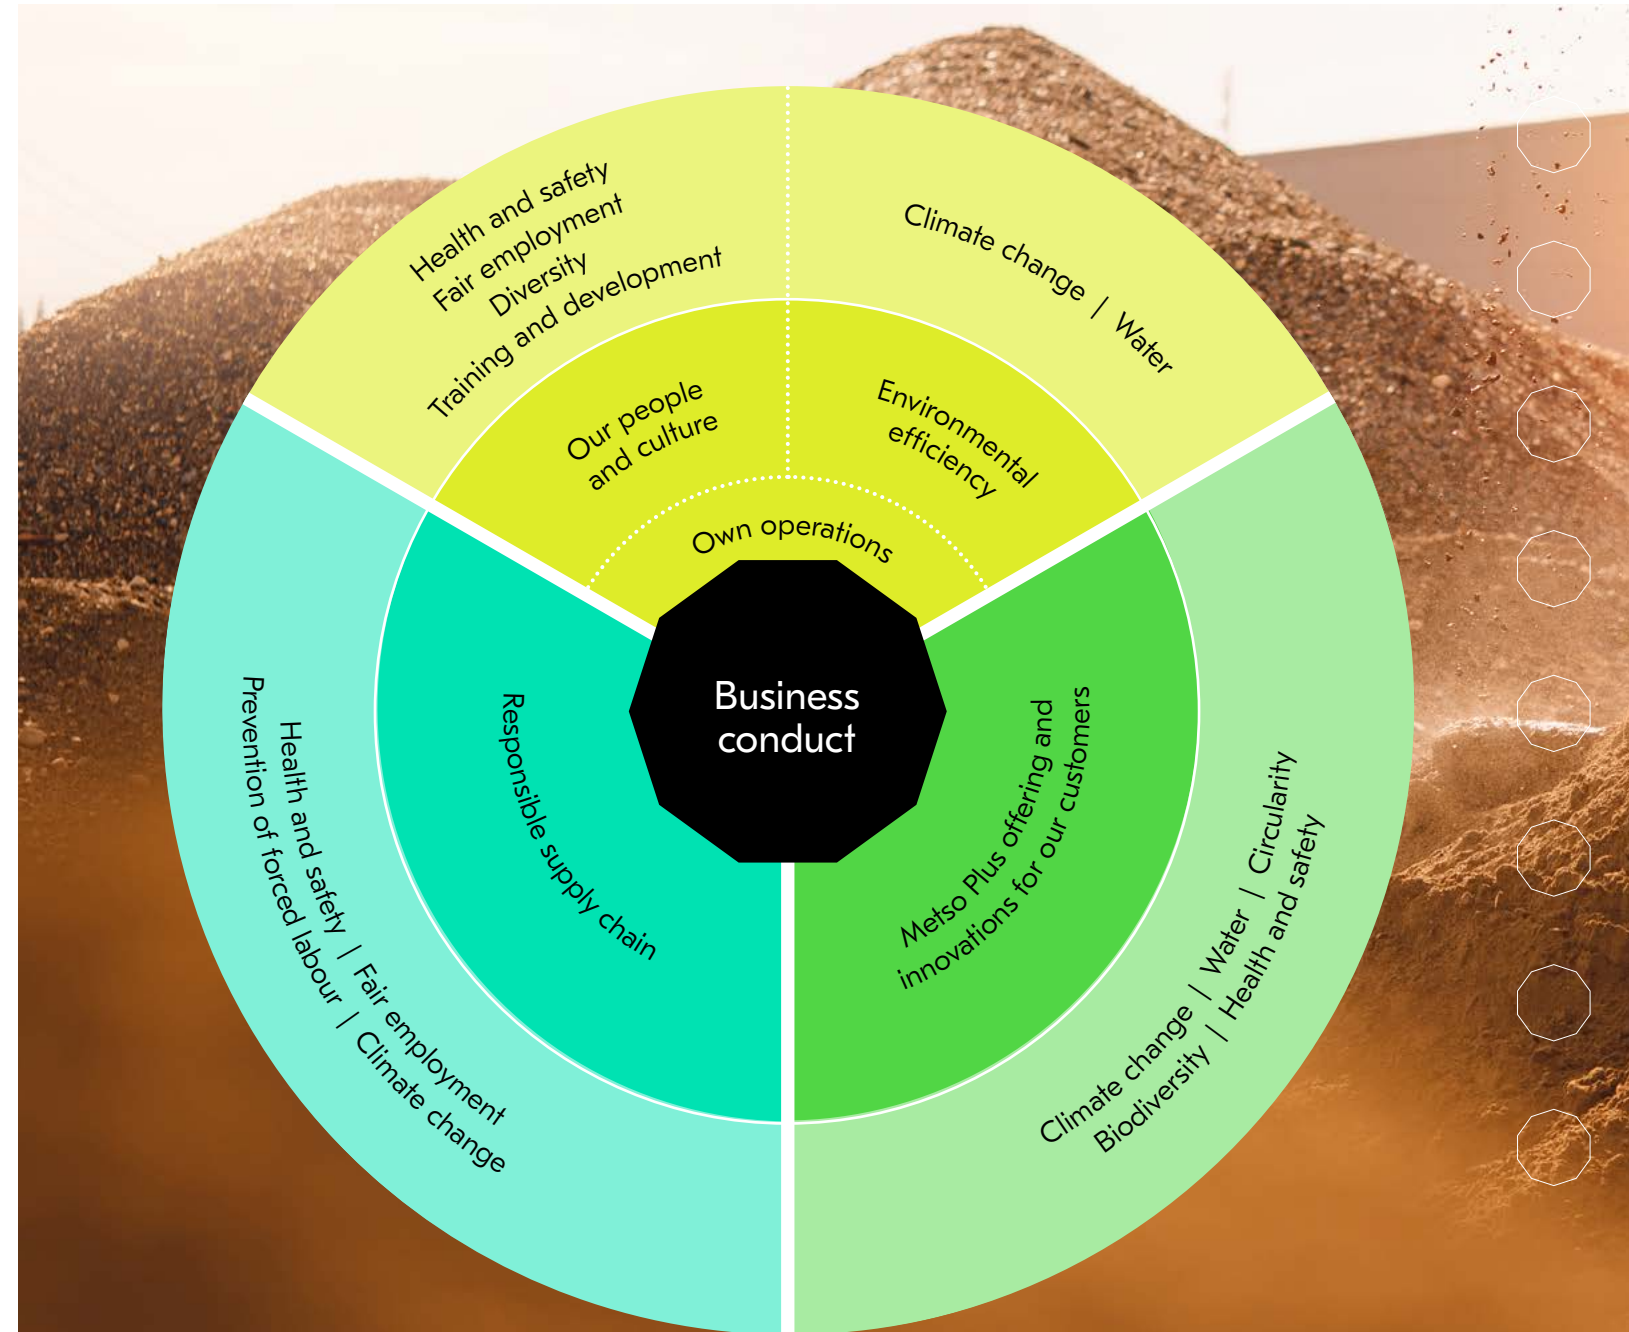 Health and safety
Fair employment
Diversity
Training and development
Climate change | Water
Our people
and culture
Environmental
efficiency
Own operations
Business
conduct
Responsible supply chain
Health and safety | Fair employment
Prevention of forced labour | Climate change
Metso Plus offering and
innovations for our customers
Climate change | Water | Circularity
Biodiversity | Health and safety